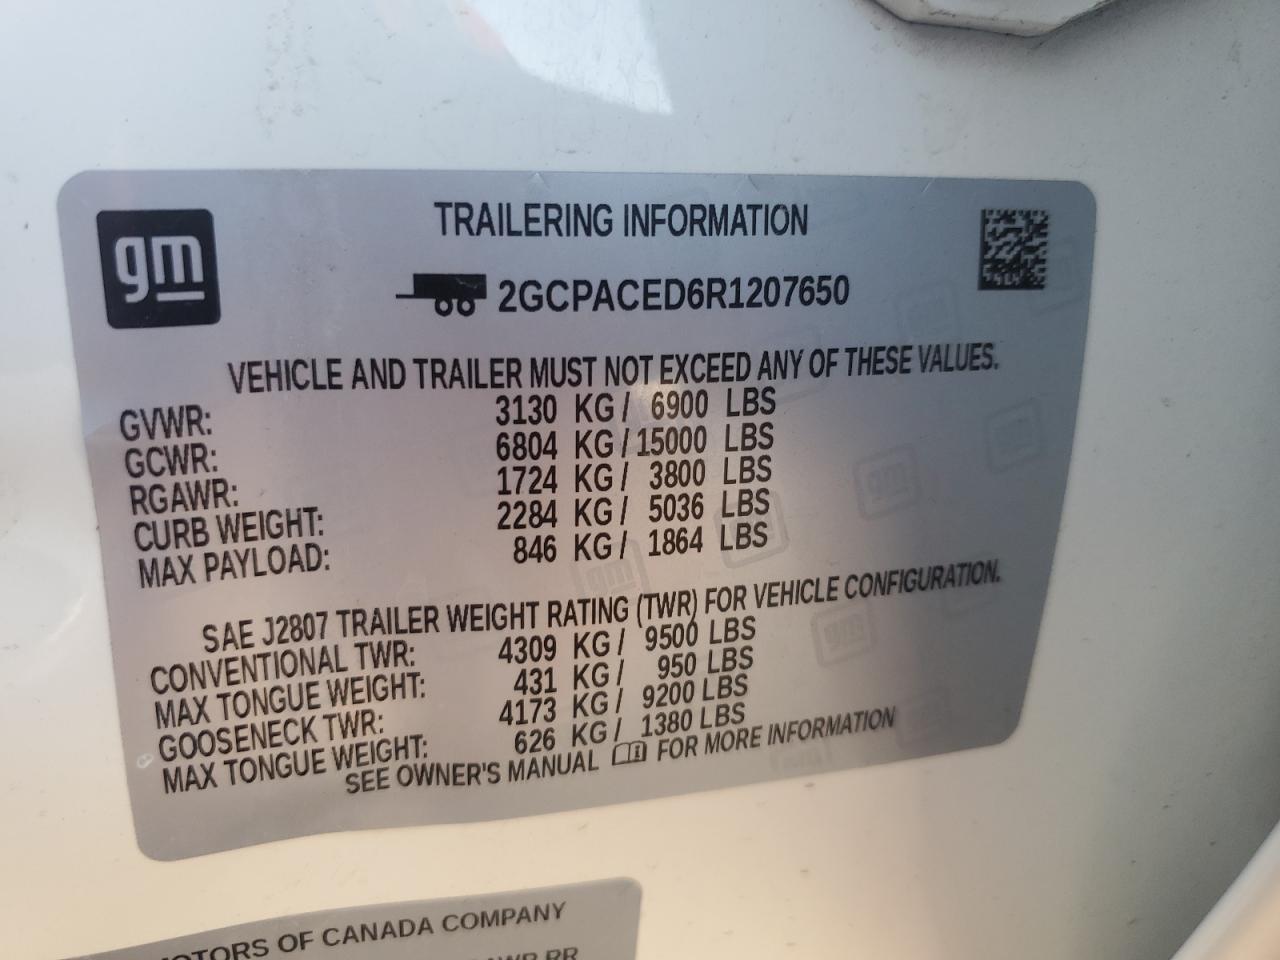 gm
TRAILERING INFORMATION
2GCPACED6R1207650
VEHICLE AND TRAILER MUST NOT EXCEED ANY OF THESE VALUES.
GVWR: 3130 KG / 6900 LBS
GCWR: 6804 KG / 15000 LBS
RGAWR: 1724 KG / 3800 LBS
CURB WEIGHT: 2284 KG / 5036 LBS
MAX PAYLOAD: 846 KG / 1864 LBS
SAE J2807 TRAILER WEIGHT RATING (TWR) FOR VEHICLE CONFIGURATION.
CONVENTIONAL TWR: 4309 KG / 9500 LBS
MAX TONGUE WEIGHT: 431 KG / 950 LBS
GOOSENECK TWR: 4173 KG / 9200 LBS
MAX TONGUE WEIGHT: 626 KG / 1380 LBS
SEE OWNER'S MANUAL FOR MORE INFORMATION
OTORS OF CANADA COMPANY
RR